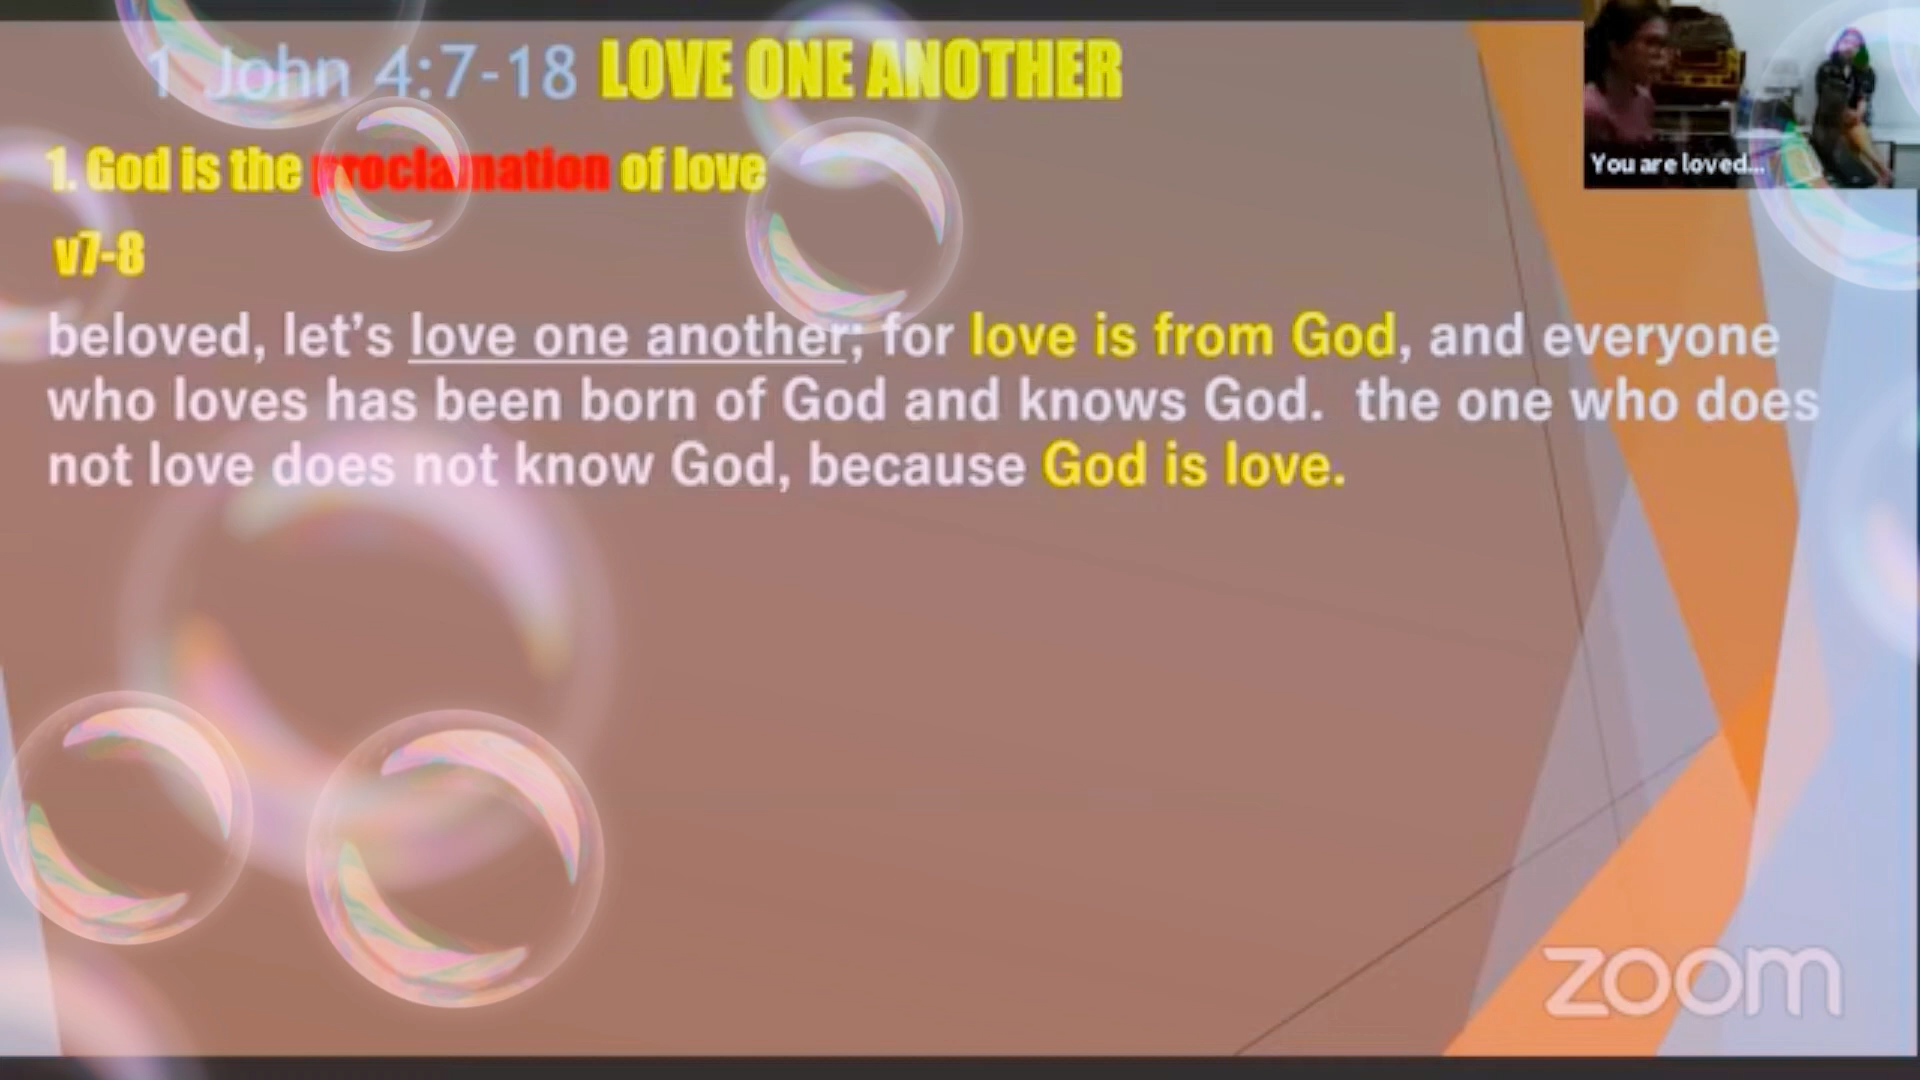 1 John 4:7-18 LOVE ONE ANOTHER
You are loved...
1. God is the proclamation of love
v7-8
beloved, let's love one another; for love is from God, and everyone
who loves has been born of God and knows God. the one who does
not love does not know God, because God is love.
zoom